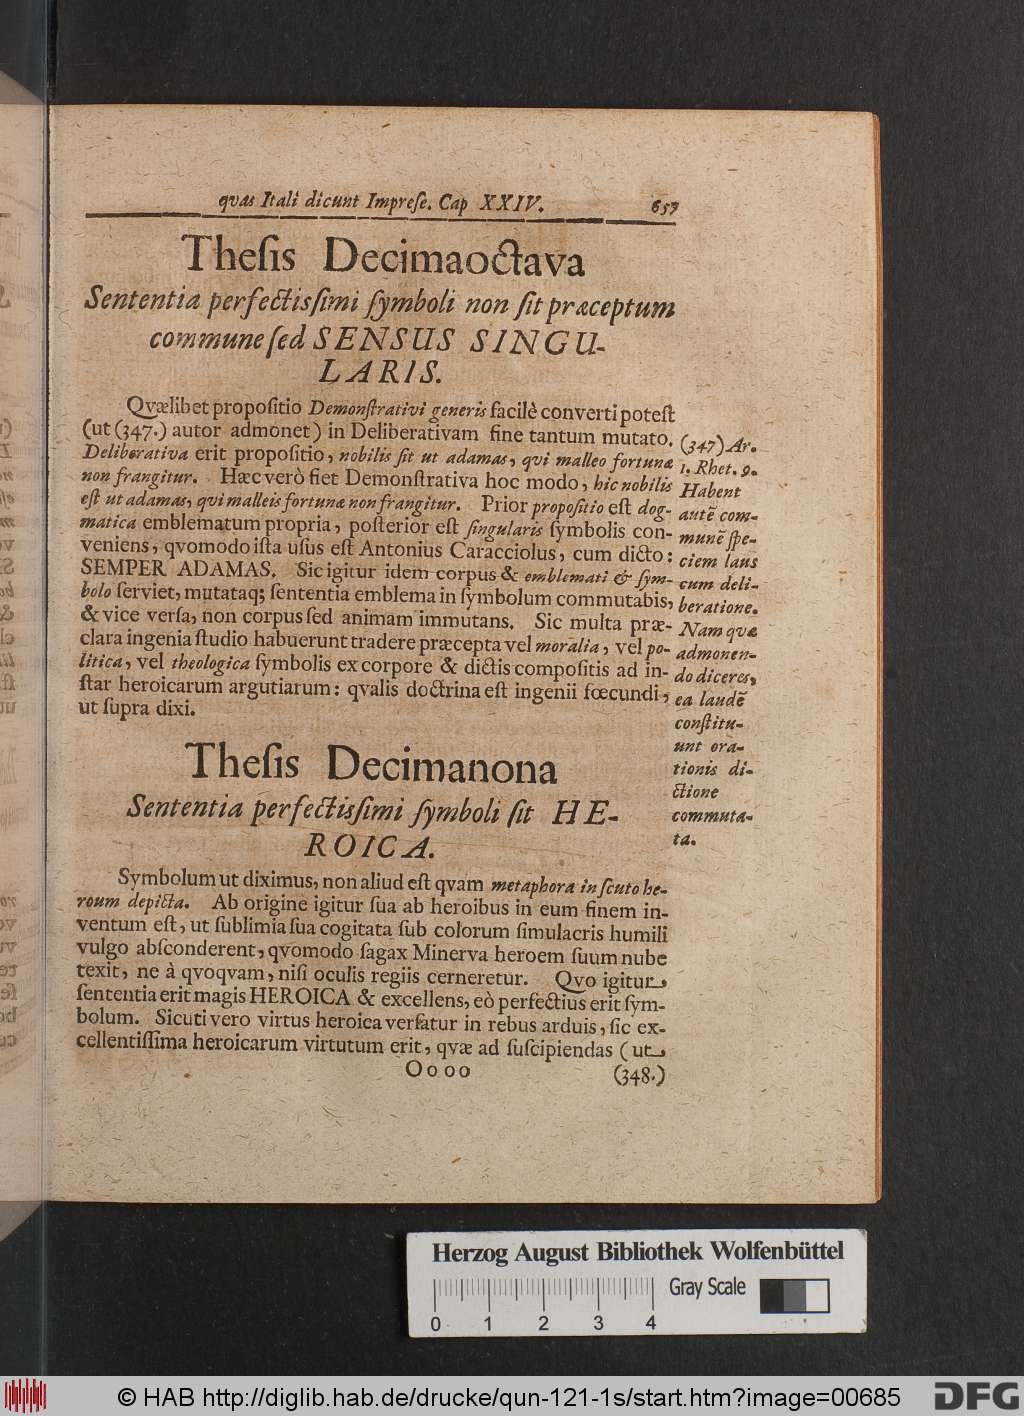 qvas Itali dicunt Imprese. Cap XXIV. 657
Thesis Decimaoctava
Sententia perfectissimi symboli non sit præceptum
commune sed SENSUS SINGU-
LARIS.
Qvælibet propositio Demonstrativi generis facilè converti potest
(ut (347.) autor admonet) in Deliberativam fine tantum mutato.
Deliberativa erit propositio, nobilis sit ut adamas, qui malleo fortunæ
non frangitur. Hæc verò fiet Demonstrativa hoc modo, hic nobilis
est ut adamas, qui malleis fortunæ non frangitur. Prior propositio est dog-
matica emblematum propria, posterior est singularis symbolis con-
veniens, qvomodo ista usus est Antonius Caracciolus, cum dicto:
SEMPER ADAMAS. Sic igitur idem corpus & emblemati & sym-
bolo serviet, mutataq; sententia emblema in symbolum commutabis,
& vice versa, non corpus sed animam immutans. Sic multa præ-
clara ingenia studio habuerunt tradere præcepta vel moralia, vel po-
litica, vel theologica symbolis ex corpore & dictis compositis ad in-
star heroicarum argutiarum: qvalis doctrina est ingenii fœcundi,
ut supra dixi.
(347) Ar.
1. Rhet. 9.
Habent
autē com-
munē spe-
ciem laus
cum deli-
beratione.
Nam quæ
admonen-
do diceres,
ea laudē
constitu-
unt ora-
tionis di-
ctione
commuta-
ta.
Thesis Decimanona
Sententia perfectissimi symboli sit HE-
ROICA.
Symbolum ut diximus, non aliud est qvam metaphora in scuto he-
roum depicta. Ab origine igitur sua ab heroibus in eum finem in-
ventum est, ut sublimia sua cogitata sub colorum simulacris humili
vulgo absconderent, qvomodo sagax Minerva heroem suum nube
texit, ne à qvoqvam, nisi oculis regiis cerneretur. Qvo igitur
sententia erit magis HEROICA & excellens, eò perfectius erit sym-
bolum. Sicuti vero virtus heroica versatur in rebus arduis, sic ex-
cellentissima heroicarum virtutum erit, qvæ ad suscipiendas (ut
Oooo (348.)
Herzog August Bibliothek Wolfenbüttel
Gray Scale
0 1 2 3 4
© HAB http://diglib.hab.de/drucke/qun-121-1s/start.htm?image=00685
DFG